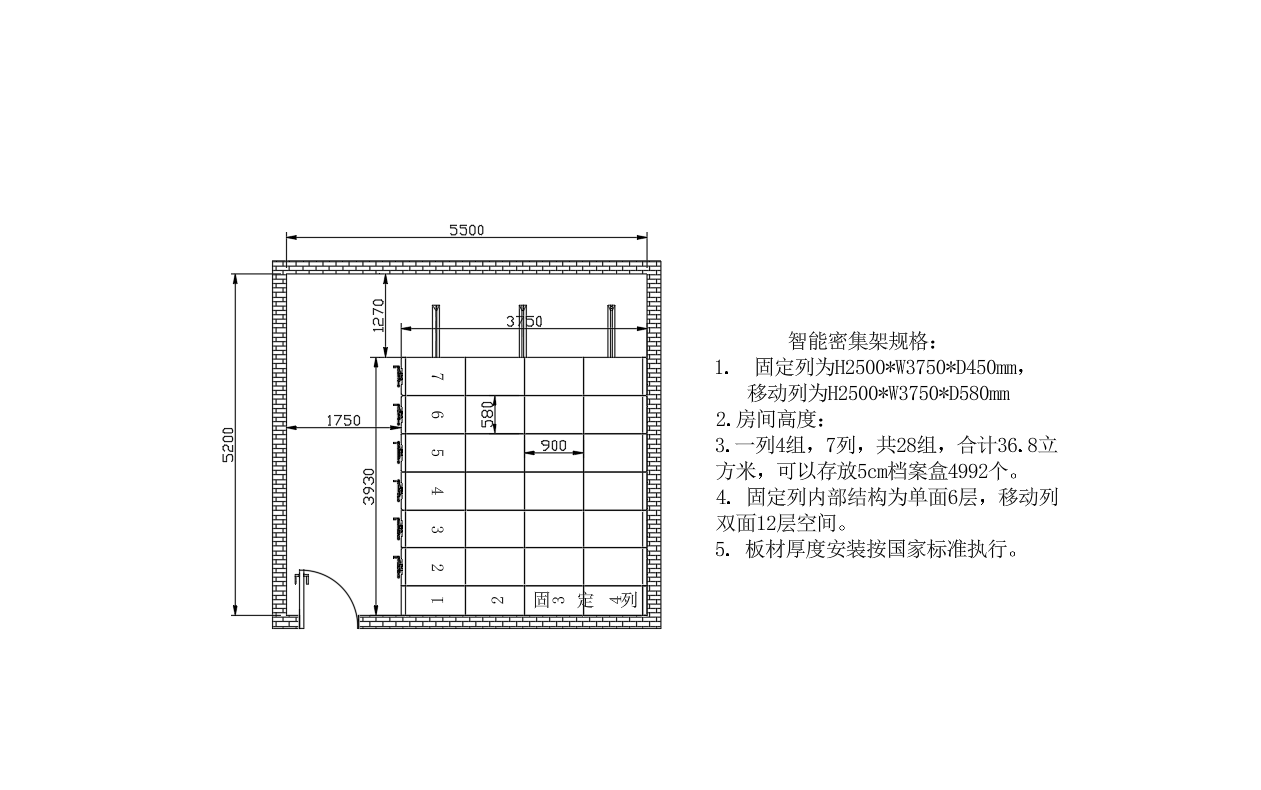 5500
1270
3750
7
6
580
1750
5
900
5200
3930
4
3
2
1 2 固3 定 4列
智能密集架规格：
1. 固定列为H2500*W3750*D450mm，
移动列为H2500*W3750*D580mm
2.房间高度：
3.一列4组，7列，共28组，合计36.8立
方米，可以存放5cm档案盒4992个。
4. 固定列内部结构为单面6层，移动列
双面12层空间。
5. 板材厚度安装按国家标准执行。